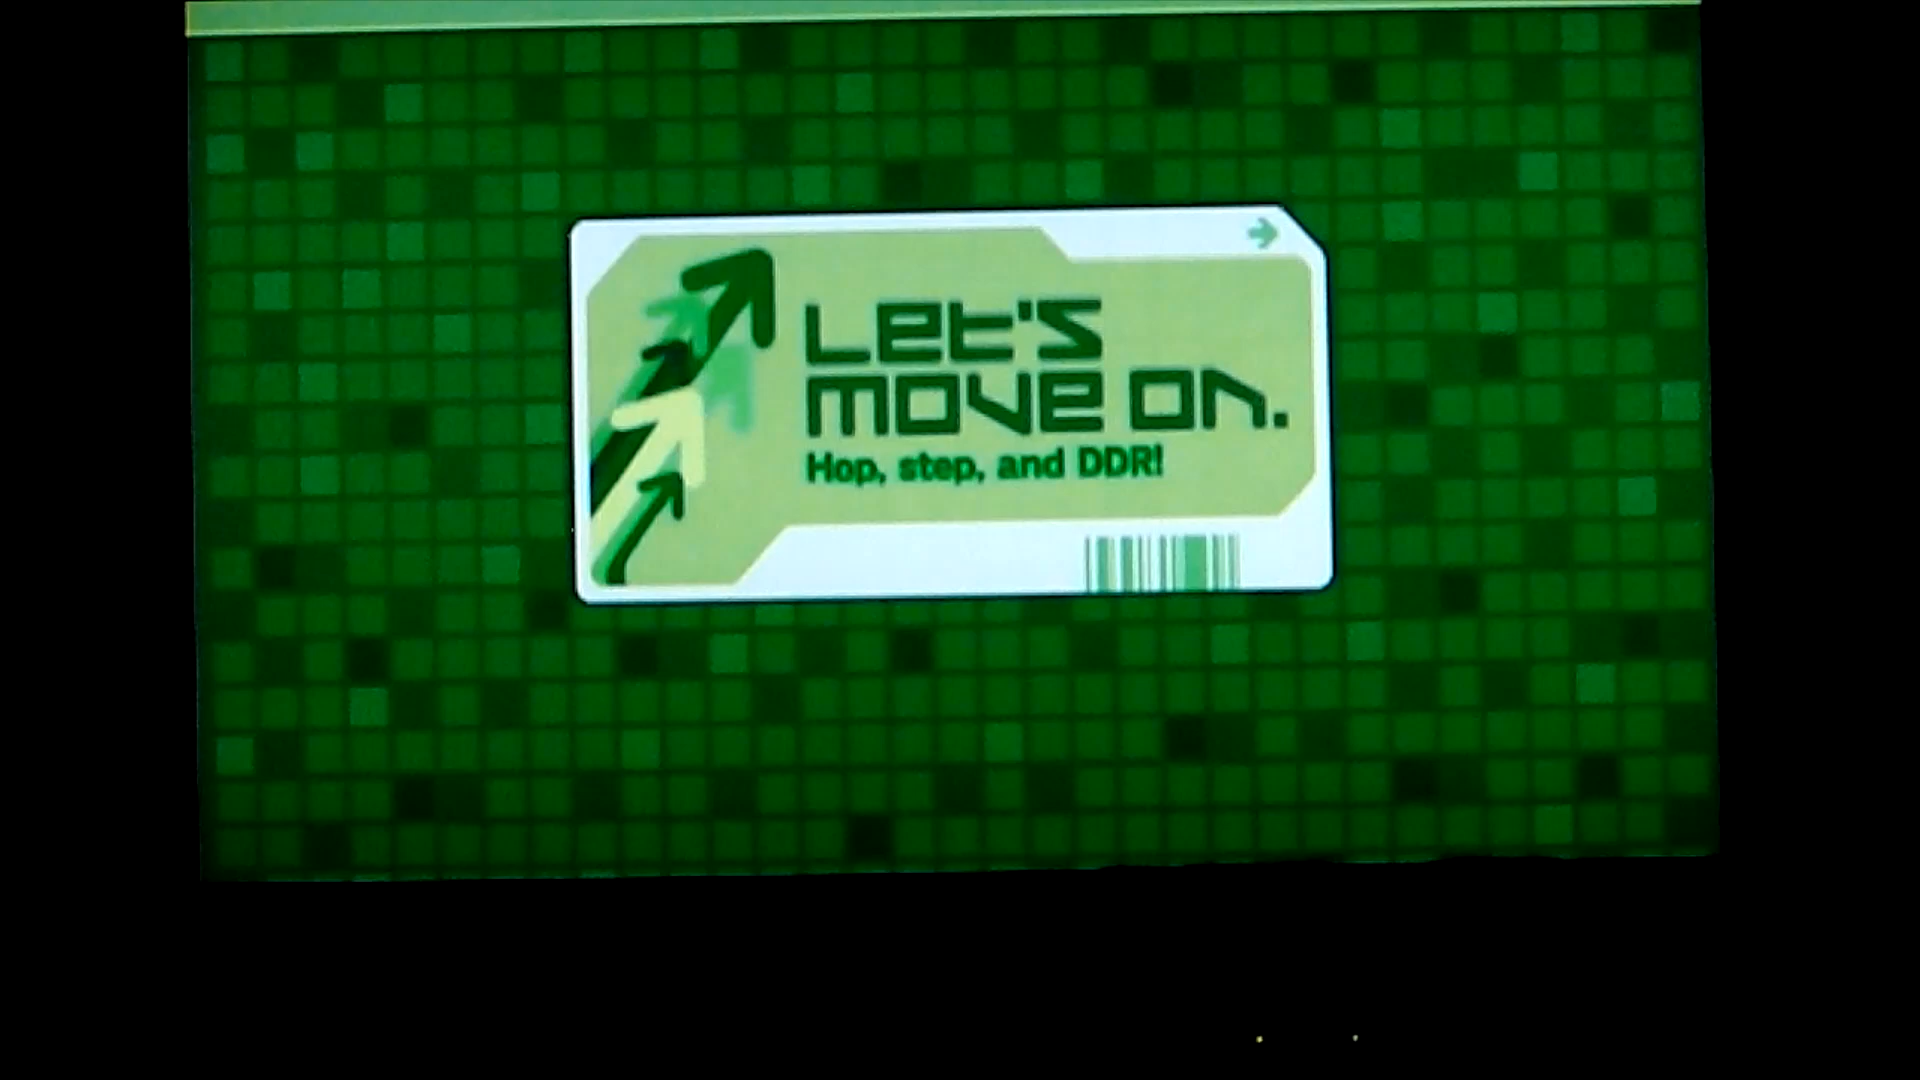 Let's
move on.
Hop, step, and DDR!